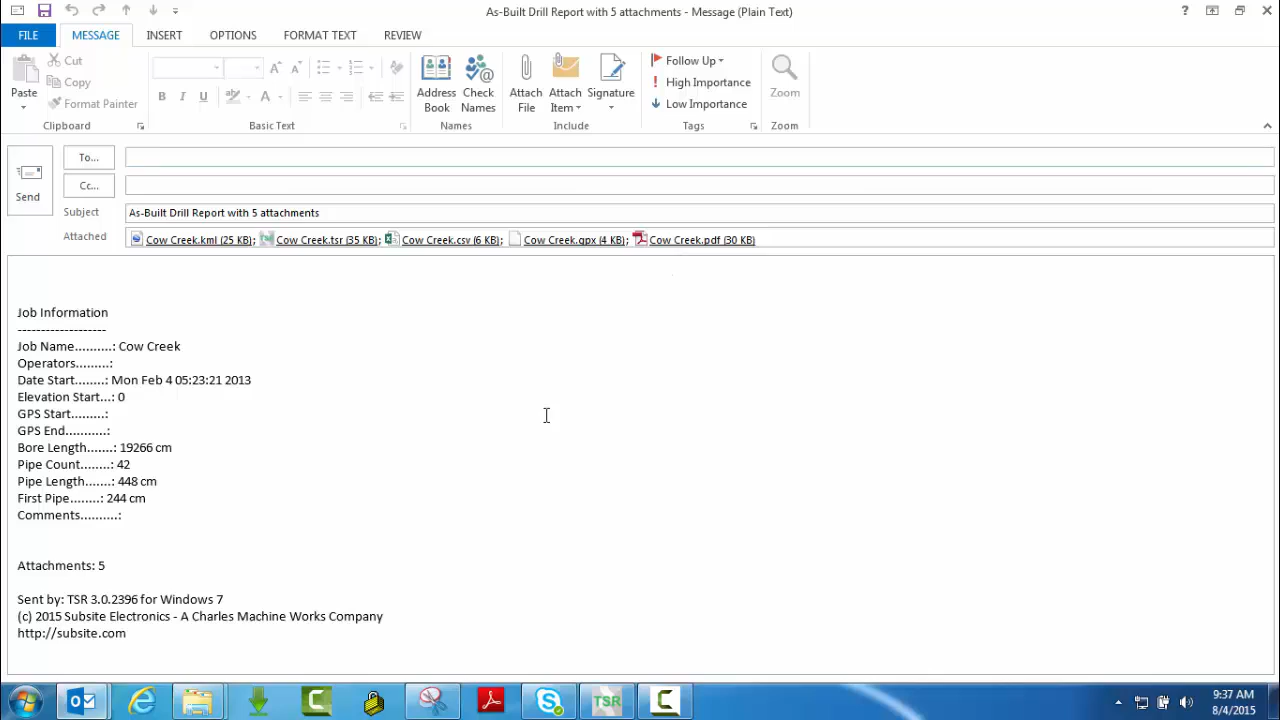 As-Built Drill Report with 5 attachments - Message (Plain Text)
FILE MESSAGE INSERT OPTIONS FORMAT TEXT REVIEW
Paste
Cut
Copy
Format Painter
Clipboard
B I U
Basic Text
Address Book
Check Names
Names
Attach File
Attach Item
Signature
Include
Follow Up
High Importance
Low Importance
Tags
Zoom
Zoom
Send
To...
Cc...
Subject As-Built Drill Report with 5 attachments
Attached Cow Creek.kml (25 KB); Cow Creek.tsr (35 KB); Cow Creek.csv (6 KB); Cow Creek.gpx (4 KB); Cow Creek.pdf (30 KB)
Job Information
-------------------
Job Name..........: Cow Creek
Operators.........:
Date Start........: Mon Feb 4 05:23:21 2013
Elevation Start...: 0
GPS Start.........:
GPS End...........:
Bore Length.......: 19266 cm
Pipe Count........: 42
Pipe Length.......: 448 cm
First Pipe........: 244 cm
Comments..........:
Attachments: 5
Sent by: TSR 3.0.2396 for Windows 7
(c) 2015 Subsite Electronics - A Charles Machine Works Company
http://subsite.com
TSR
9:37 AM
8/4/2015